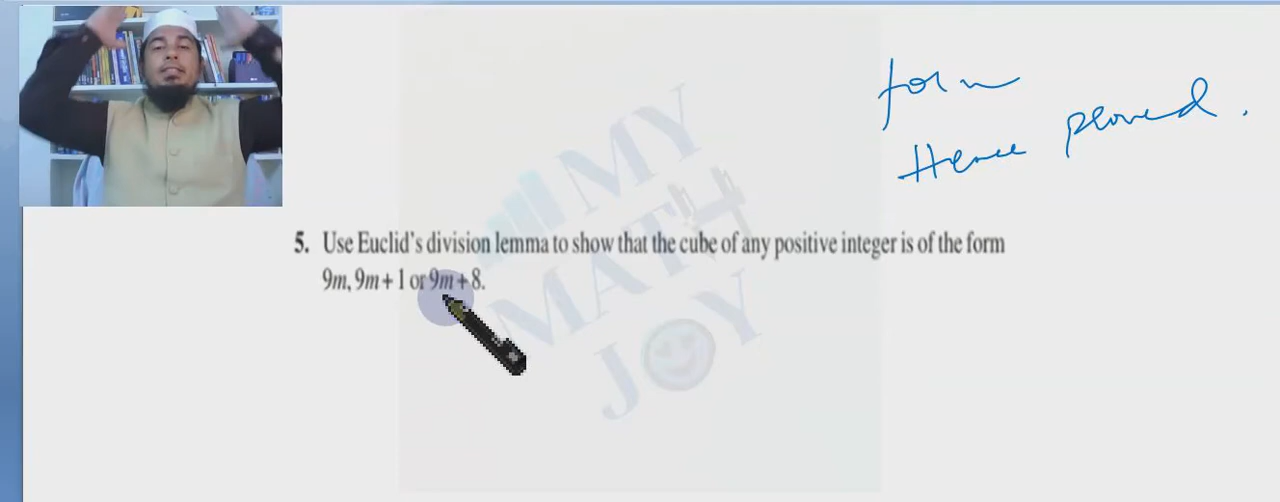 form
Hence proved.
5. Use Euclid's division lemma to show that the cube of any positive integer is of the form
9m, 9m + 1 or 9m + 8.
MY
MATH
JOY